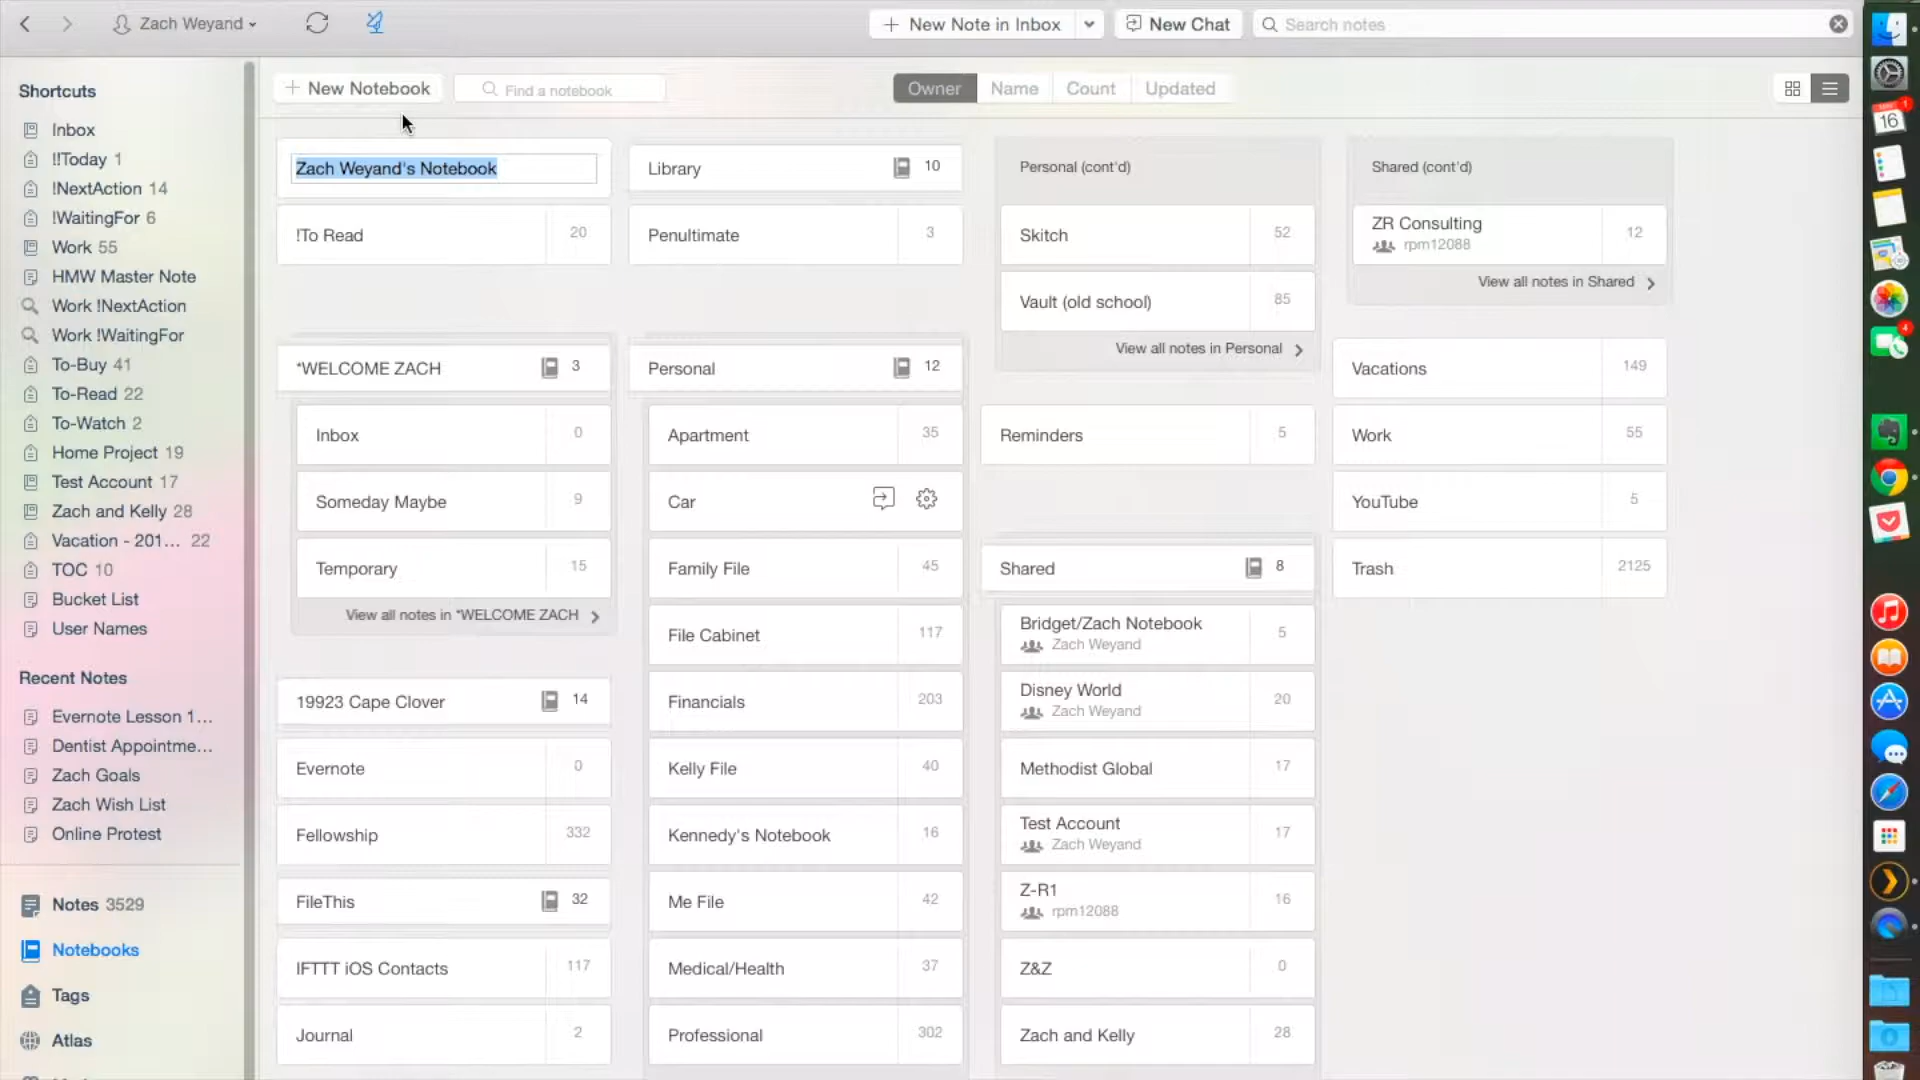 Zach Weyand
New Note in Inbox
New Chat
Search notes
Shortcuts
Inbox
!!Today 1
!NextAction 14
!WaitingFor 6
Work 55
HMW Master Note
Work !NextAction
Work !WaitingFor
To-Buy 41
To-Read 22
To-Watch 2
Home Project 19
Test Account 17
Zach and Kelly 28
Vacation - 201... 22
TOC 10
Bucket List
User Names
Recent Notes
Evernote Lesson 1...
Dentist Appointme...
Zach Goals
Zach Wish List
Online Protest
Notes 3529
Notebooks
Tags
Atlas
New Notebook
Find a notebook
Owner
Name
Count
Updated
Zach Weyand's Notebook
!To Read 20
*WELCOME ZACH 3
Inbox 0
Someday Maybe 9
Temporary 15
View all notes in *WELCOME ZACH
19923 Cape Clover 14
Evernote 0
Fellowship 332
FileThis 32
IFTTT iOS Contacts 117
Journal 2
Library 10
Penultimate 3
Personal 12
Apartment 35
Car
Family File 45
File Cabinet 117
Financials 203
Kelly File 40
Kennedy's Notebook 16
Me File 42
Medical/Health 37
Professional 302
Personal (cont'd)
Skitch 52
Vault (old school) 85
View all notes in Personal
Reminders 5
Shared 8
Bridget/Zach Notebook 5
Zach Weyand
Disney World 20
Zach Weyand
Methodist Global 17
Test Account 17
Zach Weyand
Z-R1 16
rpm12088
Z&Z 0
Zach and Kelly 28
Shared (cont'd)
ZR Consulting 12
rpm12088
View all notes in Shared
Vacations 149
Work 55
YouTube 5
Trash 2125
1
16
4